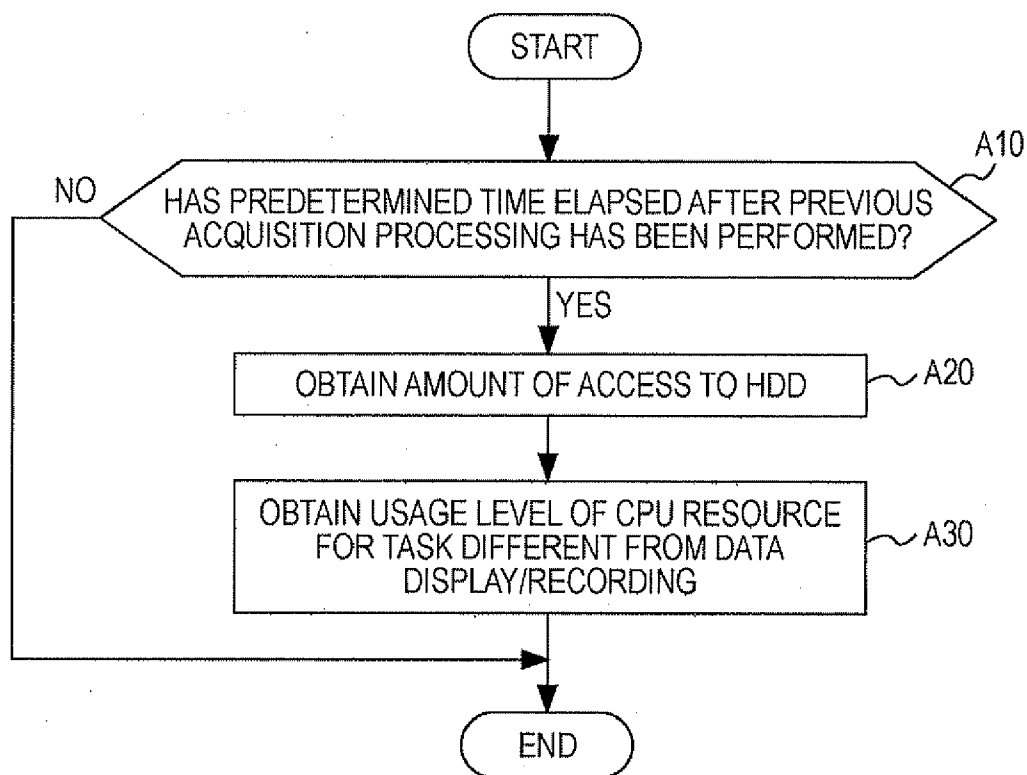 START
A10
NO
HAS PREDETERMINED TIME ELAPSED AFTER PREVIOUS
ACQUISITION PROCESSING HAS BEEN PERFORMED?
YES
OBTAIN AMOUNT OF ACCESS TO HDD
A20
OBTAIN USAGE LEVEL OF CPU RESOURCE
FOR TASK DIFFERENT FROM DATA
DISPLAY/RECORDING
A30
END